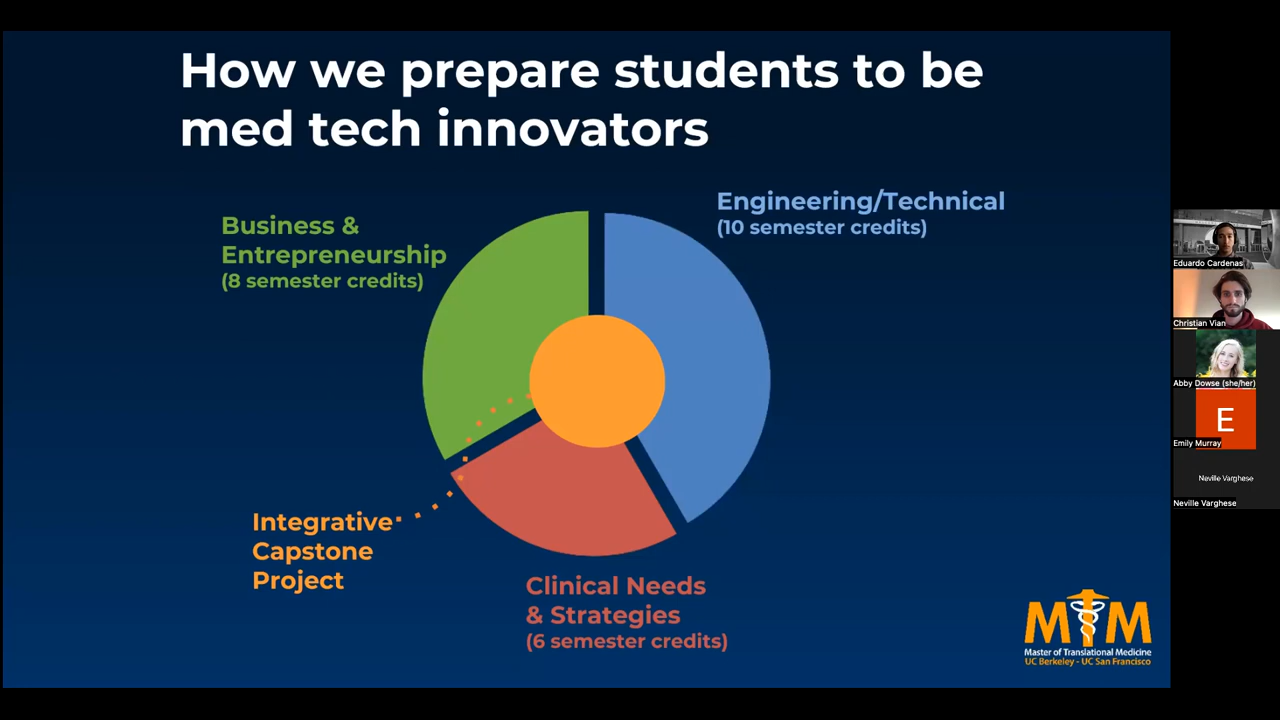 How we prepare students to be
med tech innovators
Engineering/Technical
(10 semester credits)
Business &
Entrepreneurship
(8 semester credits)
Integrative
Capstone
Project
Clinical Needs
& Strategies
(6 semester credits)
MTM
Master of Translational Medicine
UC Berkeley - UC San Francisco
Eduardo Cardenas
Christian Vian
Abby Dowse (she/her)
E
Emily Murray
Neville Varghese
Neville Varghese